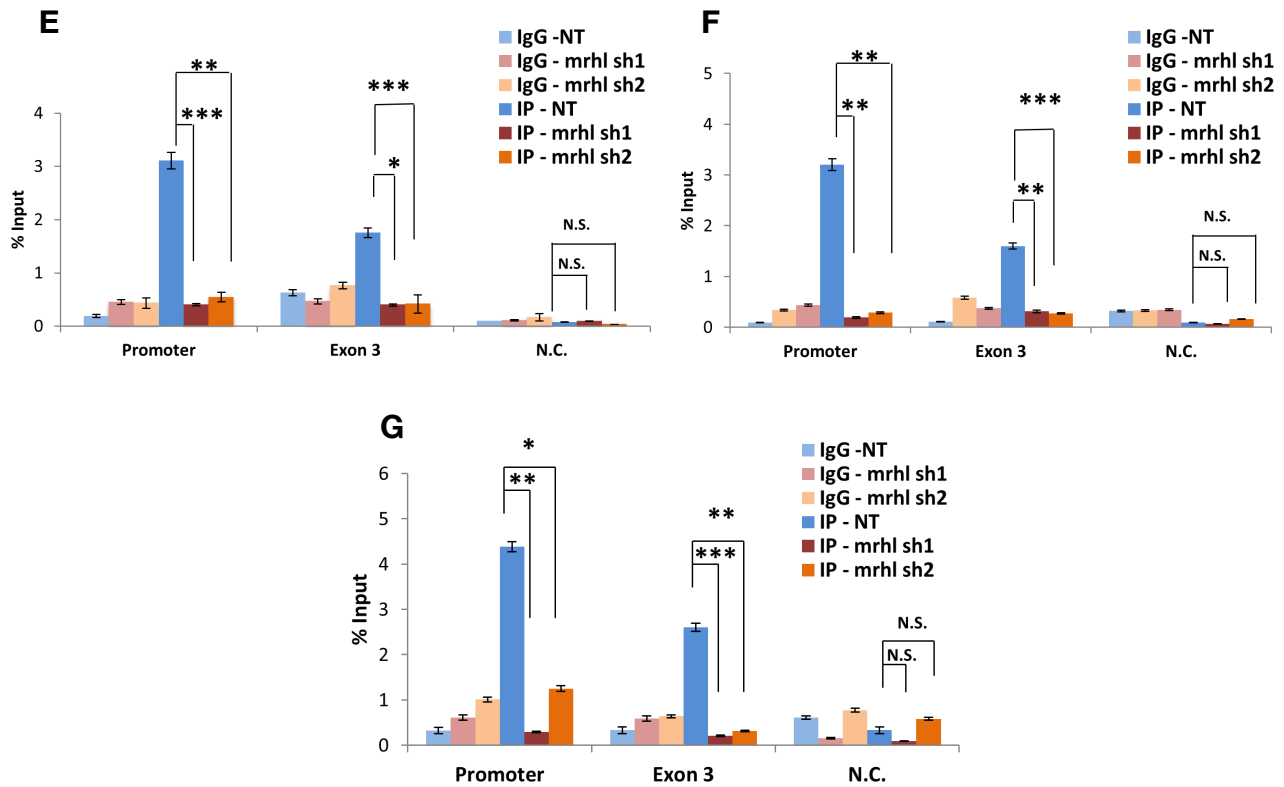 E
IgG -NT
IgG - mrhl sh1
IgG - mrhl sh2
IP - NT
IP - mrhl sh1
IP - mrhl sh2
**
***
***
*
N.S.
N.S.
% Input
4
3
2
1
0
Promoter
Exon 3
N.C.
F
IgG -NT
IgG - mrhl sh1
IgG - mrhl sh2
IP - NT
IP - mrhl sh1
IP - mrhl sh2
**
**
***
**
N.S.
N.S.
% Input
5
4
3
2
1
0
Promoter
Exon 3
N.C.
G
IgG -NT
IgG - mrhl sh1
IgG - mrhl sh2
IP - NT
IP - mrhl sh1
IP - mrhl sh2
*
**
**
***
N.S.
N.S.
% Input
6
5
4
3
2
1
0
Promoter
Exon 3
N.C.